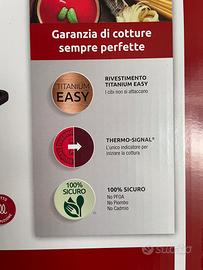 Garanzia di cotture
sempre perfette
TITANIUM
EASY
RIVESTIMENTO
TITANIUM EASY
I cibi non si attaccano
THERMO-SIGNAL®
L'unico indicatore per
iniziare la cottura
100%
SICURO
100% SICURO
No PFOA
No Piombo
No Cadmio
subito